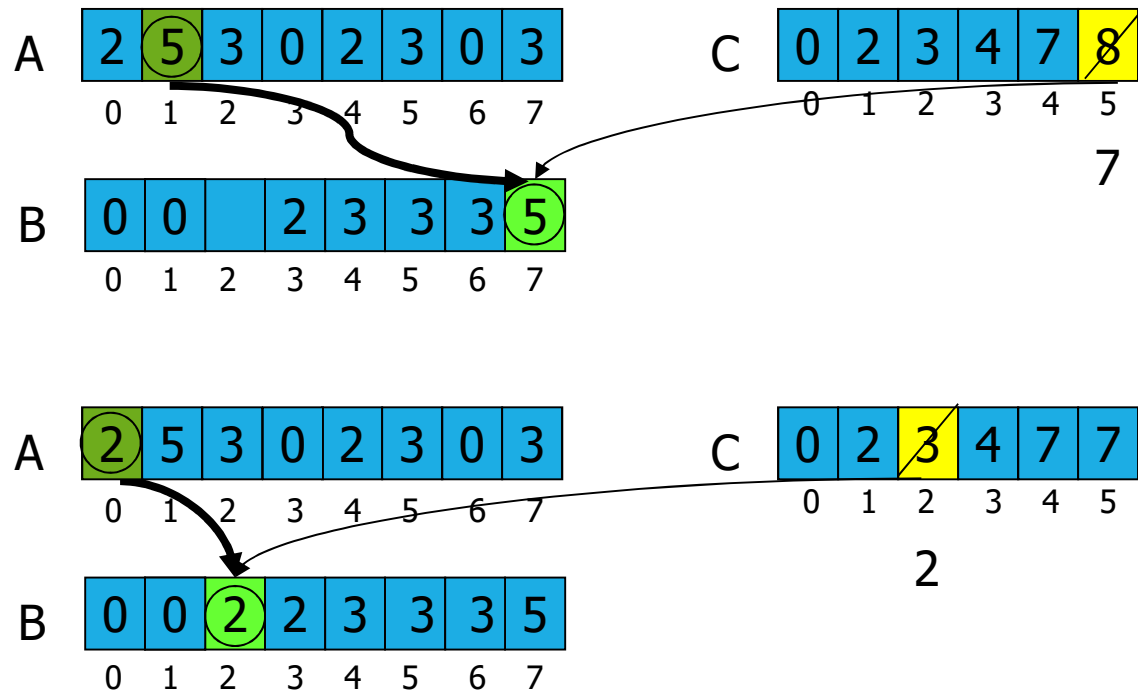 A 2 5 3 0 2 3 0 3 C 0 2 3 4 7 8
0 1 2 3 4 5 6 7 0 1 2 3 4 5
7
B 0 0 2 3 3 3 5
0 1 2 3 4 5 6 7
A 2 5 3 0 2 3 0 3 C 0 2 3 4 7 7
0 1 2 3 4 5 6 7 0 1 2 3 4 5
2
B 0 0 2 2 3 3 3 5
0 1 2 3 4 5 6 7